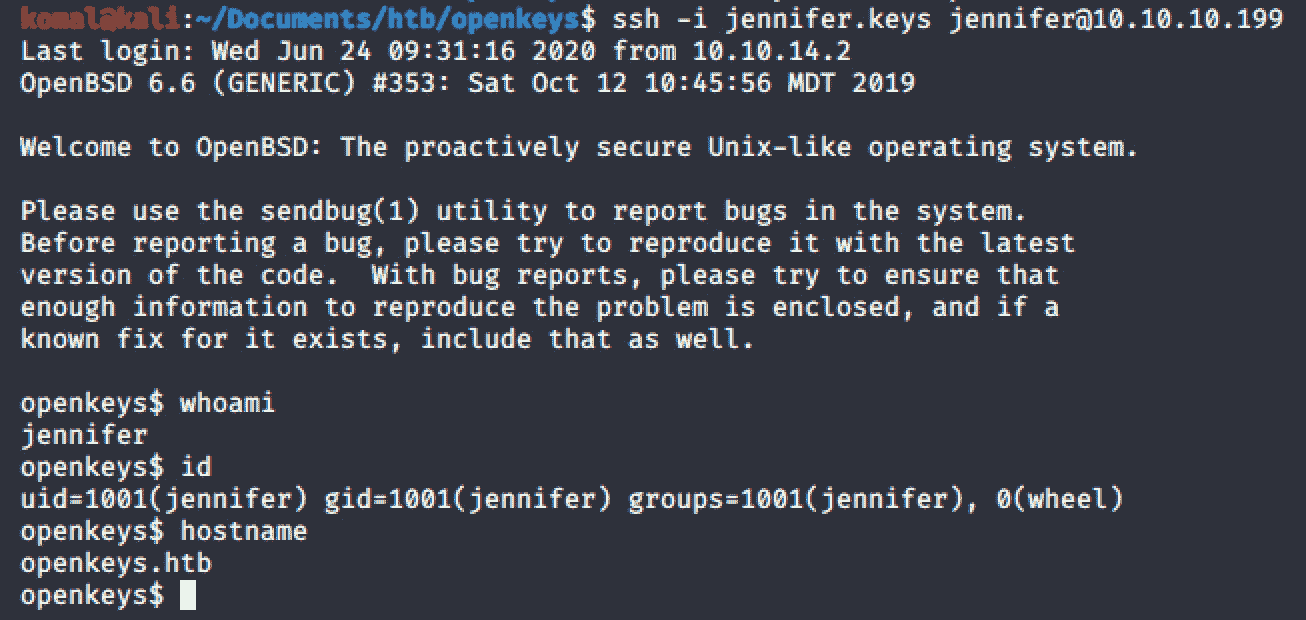 komal@kali:~/Documents/htb/openkeys$ ssh -i jennifer.keys jennifer@10.10.10.199
Last login: Wed Jun 24 09:31:16 2020 from 10.10.14.2
OpenBSD 6.6 (GENERIC) #353: Sat Oct 12 10:45:56 MDT 2019
Welcome to OpenBSD: The proactively secure Unix-like operating system.
Please use the sendbug(1) utility to report bugs in the system.
Before reporting a bug, please try to reproduce it with the latest
version of the code.  With bug reports, please try to ensure that
enough information to reproduce the problem is enclosed, and if a
known fix for it exists, include that as well.
openkeys$ whoami
jennifer
openkeys$ id
uid=1001(jennifer) gid=1001(jennifer) groups=1001(jennifer), 0(wheel)
openkeys$ hostname
openkeys.htb
openkeys$